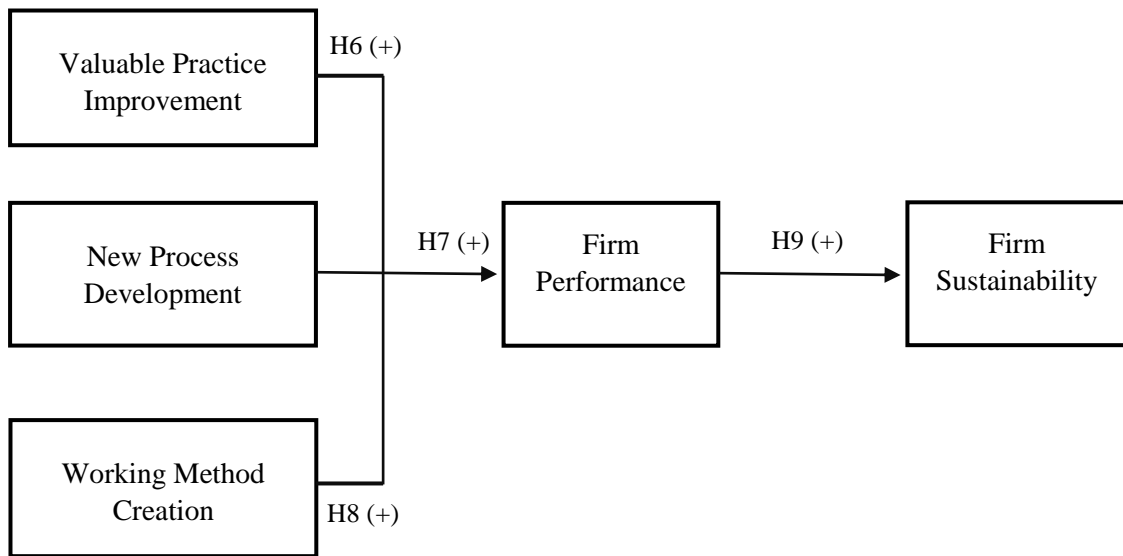 Valuable Practice
Improvement
H6 (+)
New Process
Development
H7 (+)
Firm
Performance
H9 (+)
Firm
Sustainability
Working Method
Creation
H8 (+)